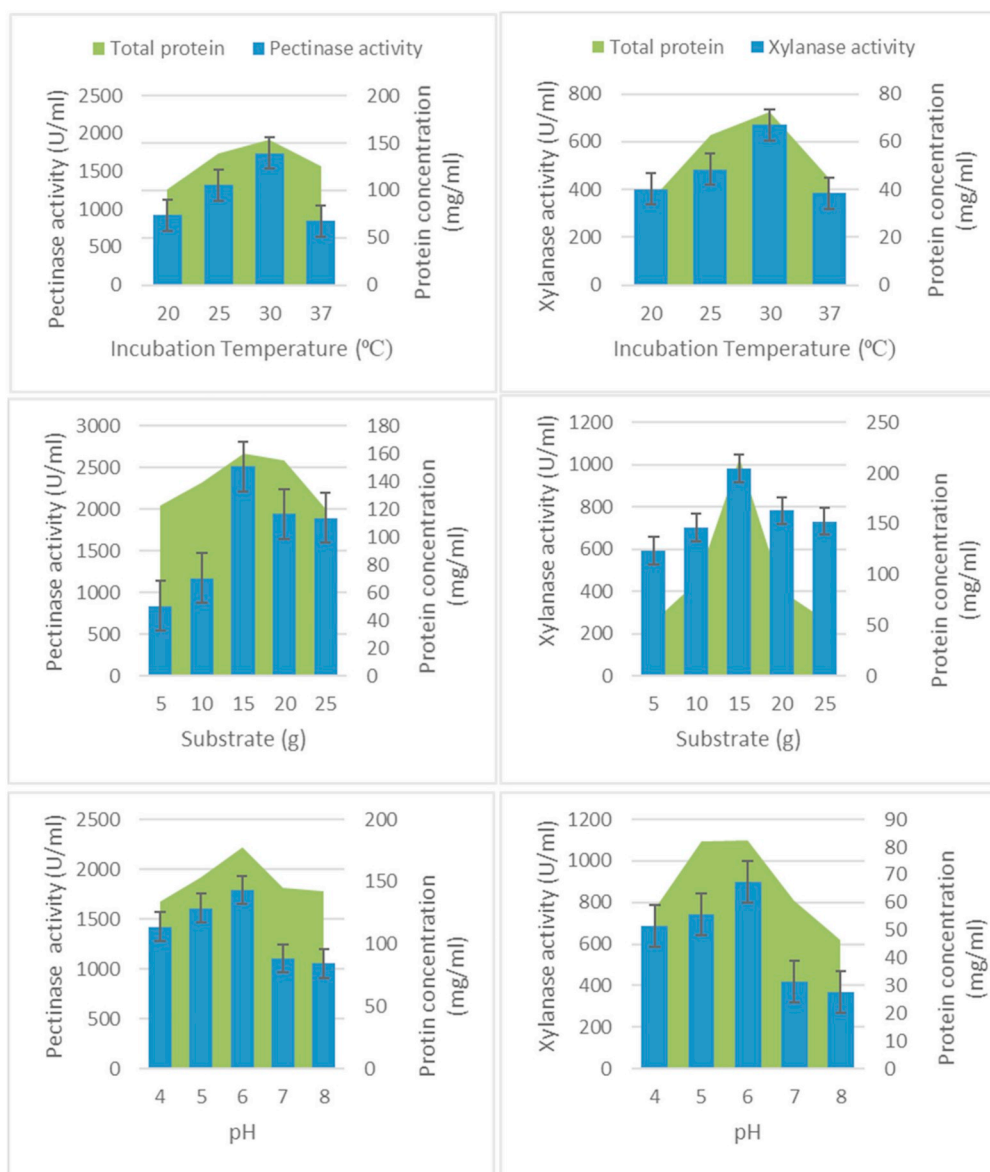 Total protein Pectinase activity
Pectinase activity (U/ml)
2500
2000
1500
1000
500
0
200
150
100
50
0
Protein concentration
(mg/ml)
20 25 30 37
Incubation Temperature (ºC)
Total protein Xylanase activity
Xylanase activity (U/ml)
800
600
400
200
0
80
60
40
20
0
Protein concentration
(mg/ml)
20 25 30 37
Incubation Temperature (ºC)
Pectinase activity (U/ml)
3000
2500
2000
1500
1000
500
0
180
160
140
120
100
80
60
40
20
0
Protein concentration
(mg/ml)
5 10 15 20 25
Substrate (g)
Xylanase activity (U/ml)
1200
1000
800
600
400
200
0
250
200
150
100
50
0
Protein concentration
(mg/ml)
5 10 15 20 25
Substrate (g)
Pectinase activity (U/ml)
2500
2000
1500
1000
500
0
200
150
100
50
0
Protin concentration
(mg/ml)
4 5 6 7 8
pH
Xylanase activity (U/ml)
1200
1000
800
600
400
200
0
90
80
70
60
50
40
30
20
10
0
Protein concentration
(mg/ml)
4 5 6 7 8
pH